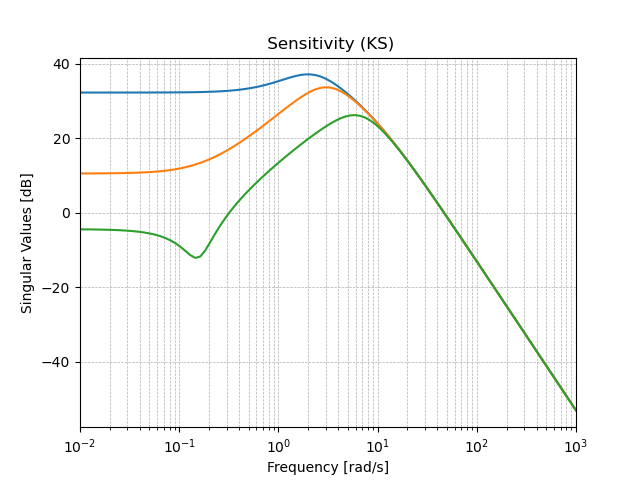 Sensitivity (KS)
Singular Values [dB]
40
20
0
−20
−40
10⁻² 10⁻¹ 10⁰ 10¹ 10² 10³
Frequency [rad/s]